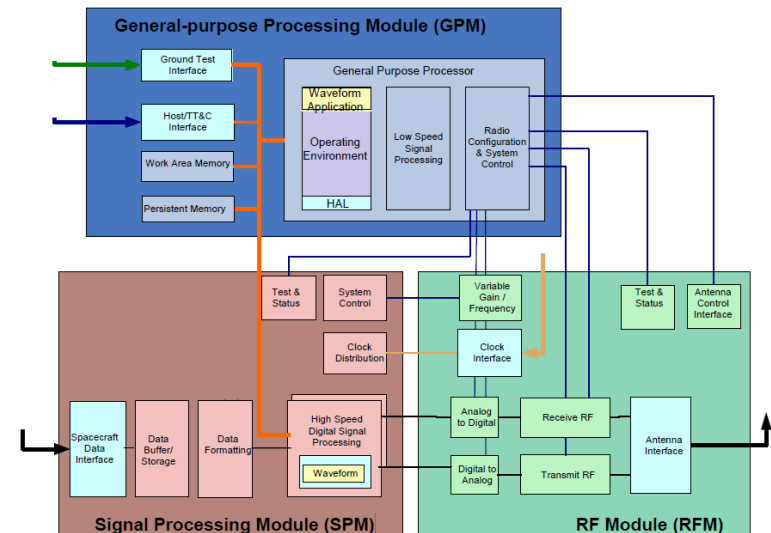 General-purpose Processing Module (GPM)
Ground Test
Interface
Host/TT&C
Interface
Work Area Memory
Persistent Memory
General Purpose Processor
Waveform
Application
Operating
Environment
HAL
Low Speed
Signal
Processing
Radio
Configuration
& System
Control
Test &
Status
System
Control
Clock
Distribution
Spacecraft
Data
Interface
Data
Buffer/
Storage
Data
Formatting
High Speed
Digital Signal
Processing
Waveform
Signal Processing Module (SPM)
Variable
Gain /
Frequency
Clock
Interface
Test &
Status
Antenna
Control
Interface
Analog
to Digital
Receive RF
Digital to
Analog
Transmit RF
Antenna
Interface
RF Module (RFM)